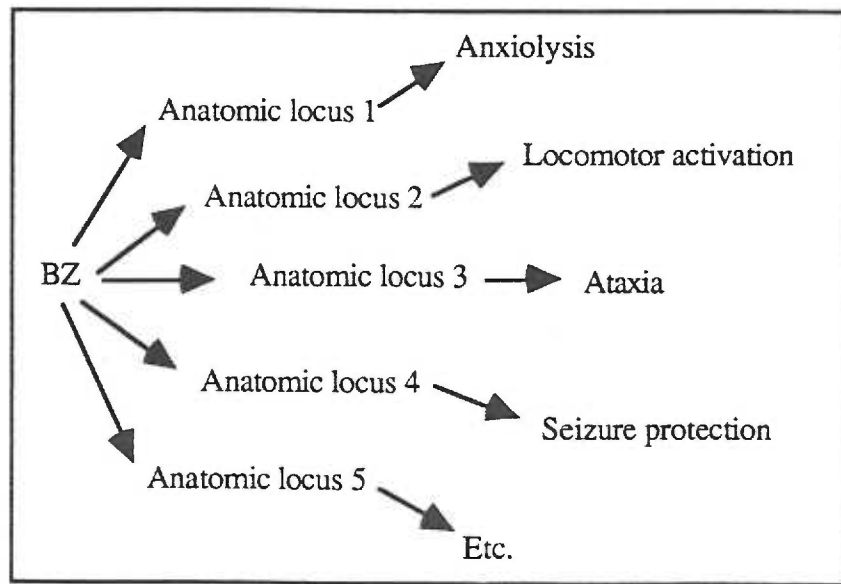 Anxiolysis
Anatomic locus 1
Locomotor activation
Anatomic locus 2
BZ
Anatomic locus 3
Ataxia
Anatomic locus 4
Seizure protection
Anatomic locus 5
Etc.